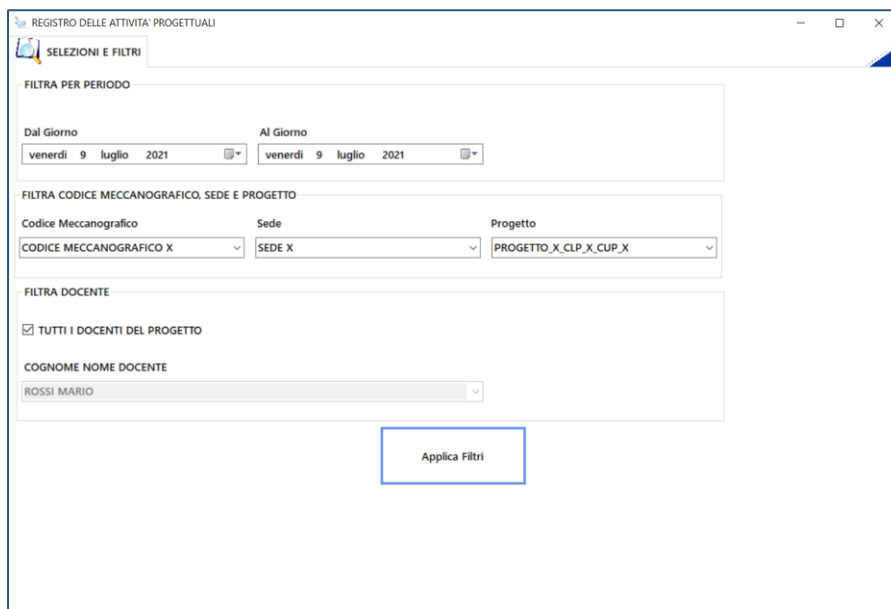 REGISTRO DELLE ATTIVITA' PROGETTUALI
SELEZIONI E FILTRI
FILTRA PER PERIODO
Dal Giorno Al Giorno
venerdì 9 luglio 2021 venerdì 9 luglio 2021
FILTRA CODICE MECCANOGRAFICO, SEDE E PROGETTO
Codice Meccanografico Sede Progetto
CODICE MECCANOGRAFICO X SEDE X PROGETTO_X_CLP_X_CUP_X
FILTRA DOCENTE
TUTTI I DOCENTI DEL PROGETTO
COGNOME NOME DOCENTE
ROSSI MARIO
Applica Filtri